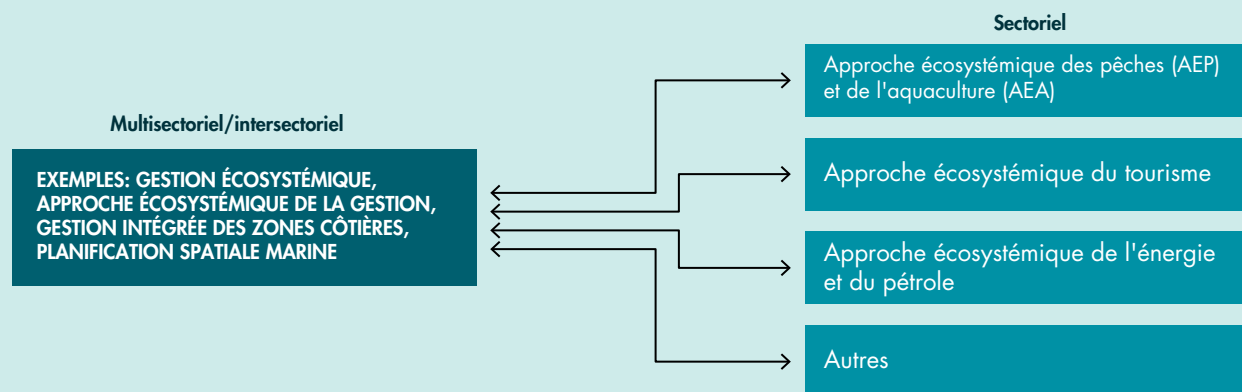 Multisectoriel/intersectoriel
EXEMPLES: GESTION ÉCOSYSTÉMIQUE,
APPROCHE ÉCOSYSTÉMIQUE DE LA GESTION,
GESTION INTÉGRÉE DES ZONES CÔTIÈRES,
PLANIFICATION SPATIALE MARINE
Sectoriel
Approche écosystémique des pêches (AEP)
et de l'aquaculture (AEA)
Approche écosystémique du tourisme
Approche écosystémique de l'énergie
et du pétrole
Autres